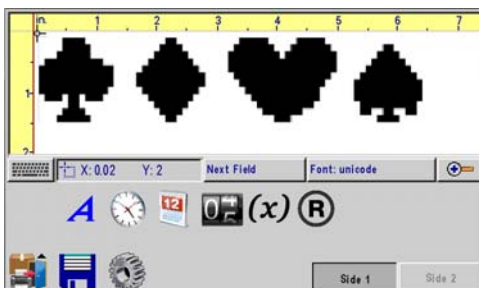 in. 1 2 3 4 5 6 7
1
2
X: 0.02 Y: 2 Next Field Font: unicode
A 12 (x) R
Side 1 Side 2